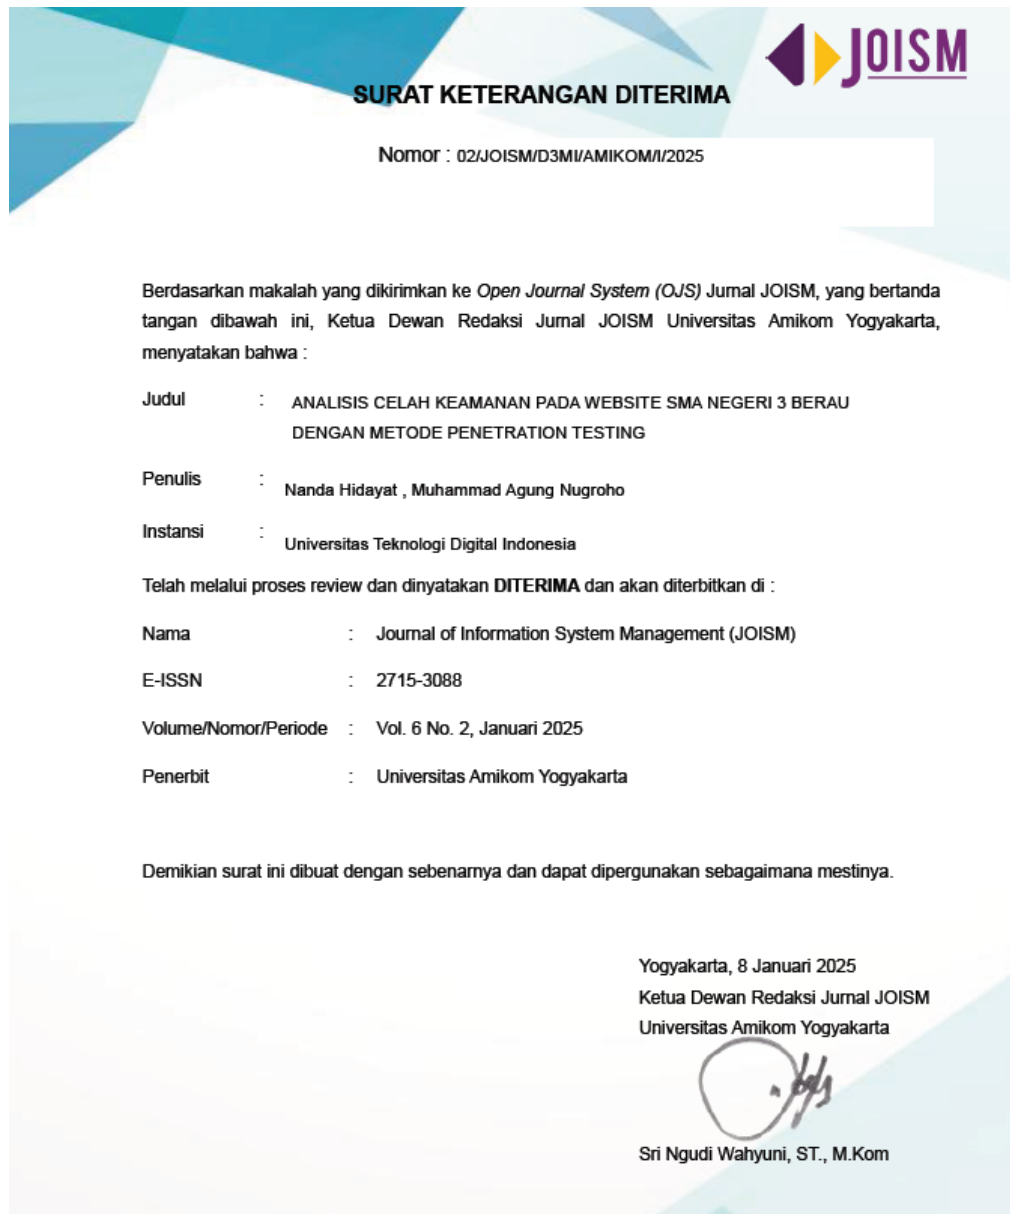 JOISM
SURAT KETERANGAN DITERIMA
Nomor : 02/JOISM/D3MI/AMIKOM/I/2025
Berdasarkan makalah yang dikirimkan ke Open Journal System (OJS) Jurnal JOISM, yang bertanda
tangan dibawah ini, Ketua Dewan Redaksi Jurnal JOISM Universitas Amikom Yogyakarta,
menyatakan bahwa :
Judul : ANALISIS CELAH KEAMANAN PADA WEBSITE SMA NEGERI 3 BERAU
DENGAN METODE PENETRATION TESTING
Penulis : Nanda Hidayat , Muhammad Agung Nugroho
Instansi : Universitas Teknologi Digital Indonesia
Telah melalui proses review dan dinyatakan DITERIMA dan akan diterbitkan di :
Nama : Journal of Information System Management (JOISM)
E-ISSN : 2715-3088
Volume/Nomor/Periode : Vol. 6 No. 2, Januari 2025
Penerbit : Universitas Amikom Yogyakarta
Demikian surat ini dibuat dengan sebenarnya dan dapat dipergunakan sebagaimana mestinya.
Yogyakarta, 8 Januari 2025
Ketua Dewan Redaksi Jurnal JOISM
Universitas Amikom Yogyakarta
Sri Ngudi Wahyuni, ST., M.Kom